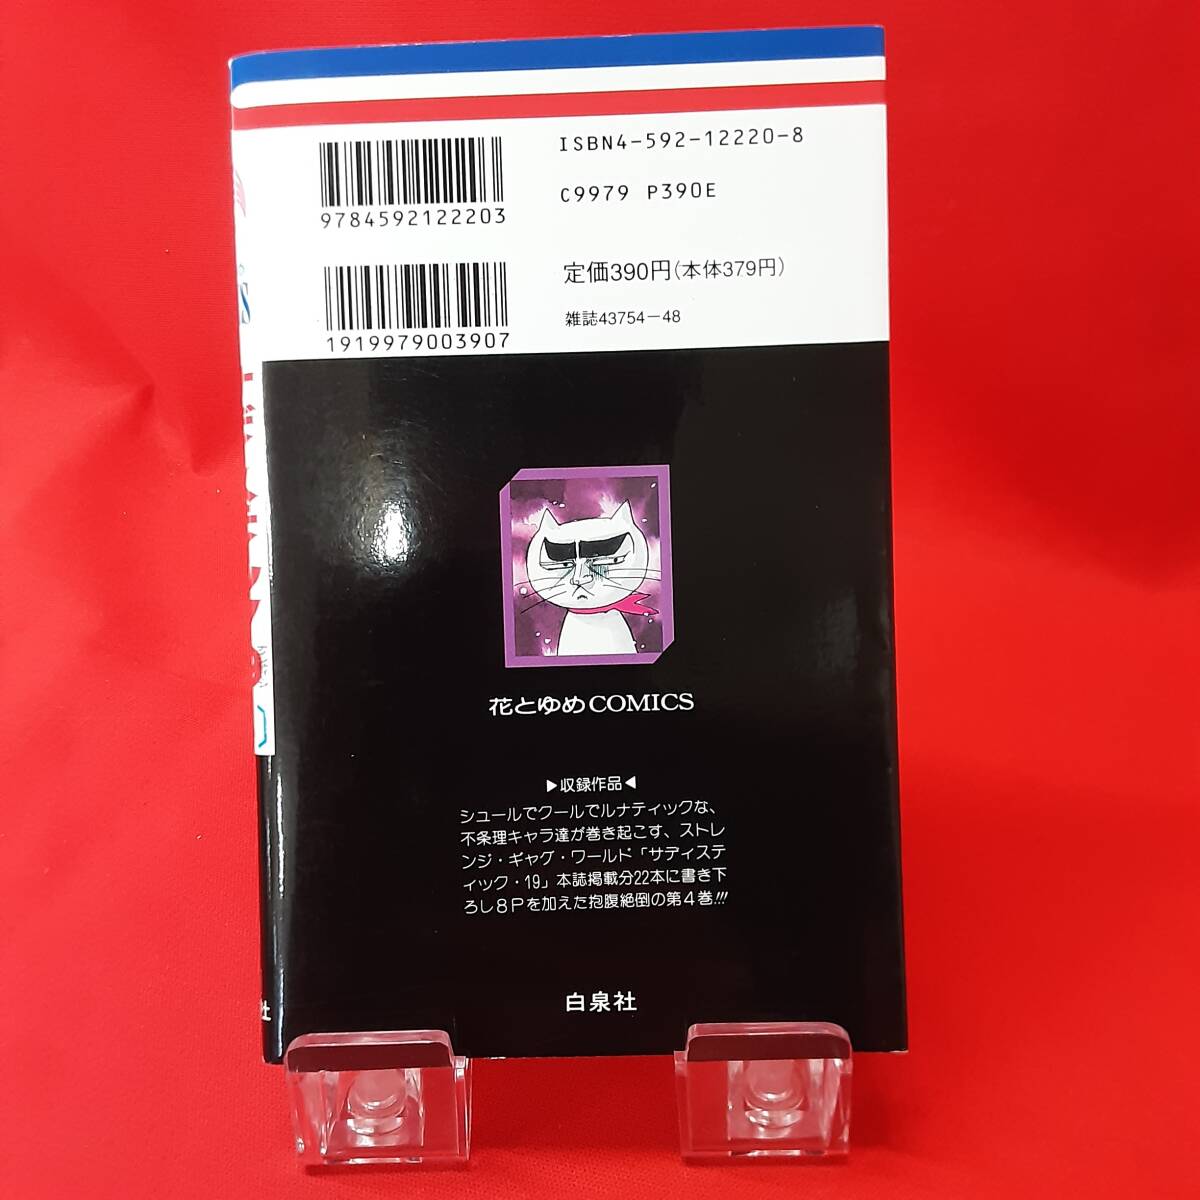 ISBN4-592-12220-8
9784592122203
C9979 P390E
定価390円(本体379円)
雑誌43754-48
1919979003907
花とゆめCOMICS
▶収録作品◀
シュールでクールでルナティックな、
不条理キャラ達が巻き起こす、ストレ
ンジ・ギャグ・ワールド「サディステ
ィック・19」本誌掲載分22本に書き下
ろし8Pを加えた抱腹絶倒の第4巻!!!
白泉社
社